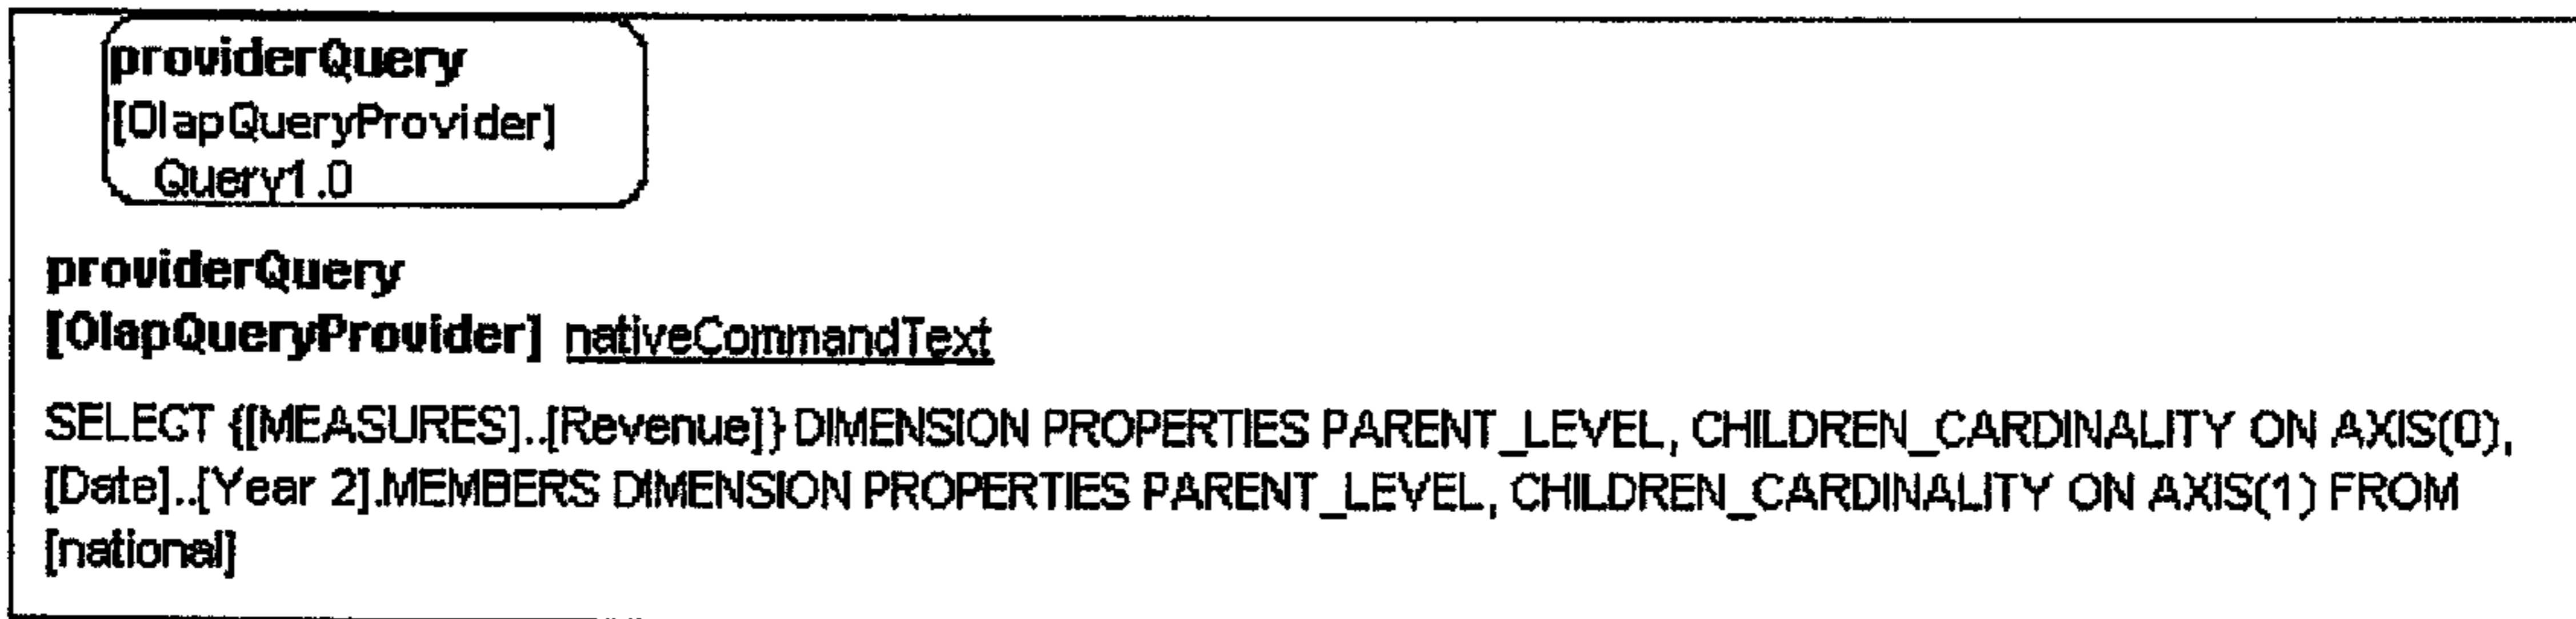 providerQuery
[OlapQueryProvider]
Query1.0
providerQuery
[OlapQueryProvider] nativeCommandText
SELECT {[MEASURES]..[Revenue]} DIMENSION PROPERTIES PARENT_LEVEL, CHILDREN_CARDINALITY ON AXIS(0),
[Date]..[Year 2].MEMBERS DIMENSION PROPERTIES PARENT_LEVEL, CHILDREN_CARDINALITY ON AXIS(1) FROM
[national]